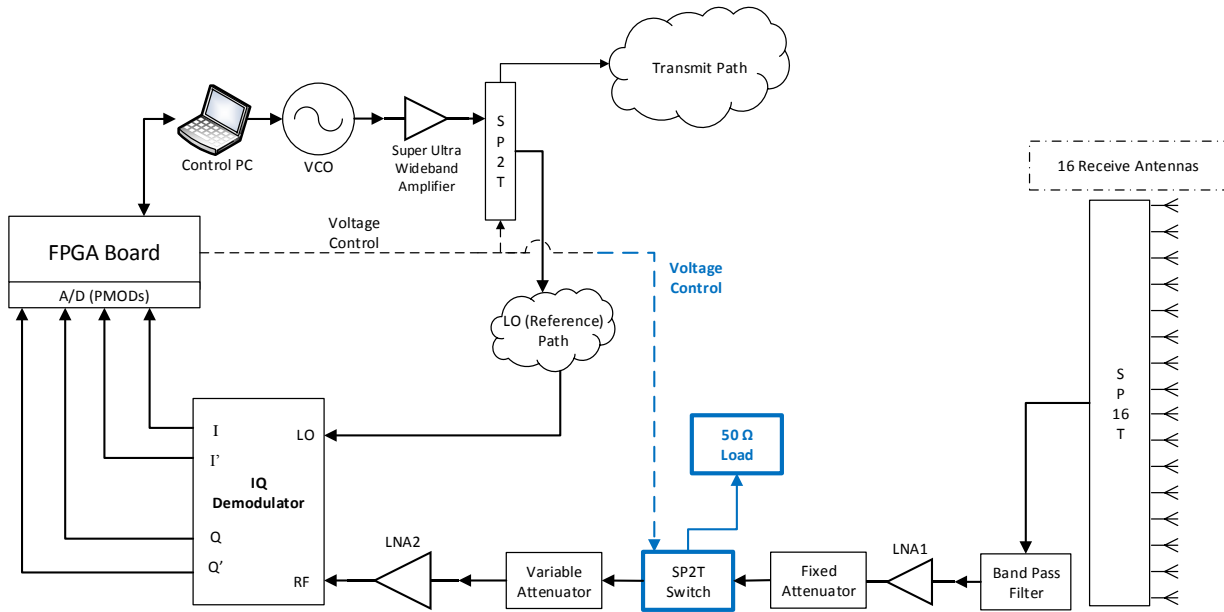 Transmit Path
Control PC
VCO
Super Ultra
Wideband
Amplifier
S
P
2
T
16 Receive Antennas
Voltage
Control
FPGA Board
A/D (PMODs)
Voltage
Control
LO (Reference)
Path
S
P
16
T
I
LO
I'
IQ
Demodulator
Q
Q'
RF
50 Ω
Load
LNA2
Variable
Attenuator
SP2T
Switch
Fixed
Attenuator
LNA1
Band Pass
Filter